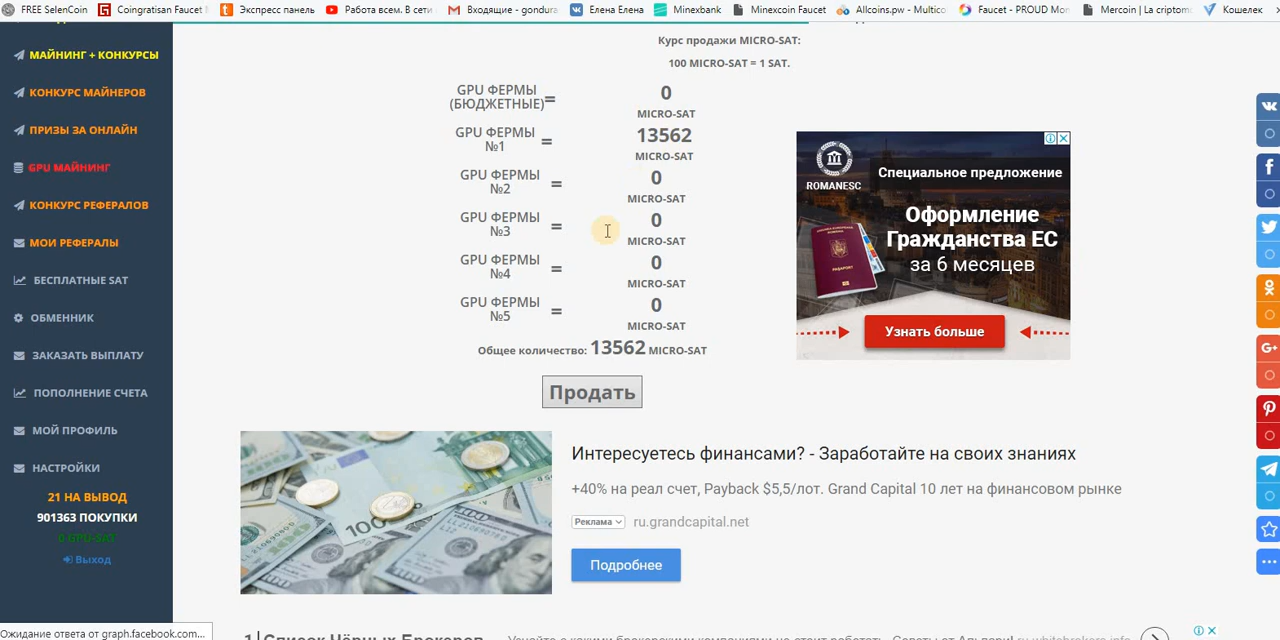 FREE SelenCoin
Coingratisan Faucet
Экспресс панель
Работа всем. В сети
Входящие - gondura
Елена Елена
Minexbank
Minexcoin Faucet
Allcoins.pw - Multico
Faucet - PROUD Mon
Mercoin | La criptom
Кошелек
МАЙНИНГ + КОНКУРСЫ
КОНКУРС МАЙНЕРОВ
ПРИЗЫ ЗА ОНЛАЙН
GPU МАЙНИНГ
КОНКУРС РЕФЕРАЛОВ
МОИ РЕФЕРАЛЫ
БЕСПЛАТНЫЕ SAT
ОБМЕННИК
ЗАКАЗАТЬ ВЫПЛАТУ
ПОПОЛНЕНИЕ СЧЕТА
МОЙ ПРОФИЛЬ
НАСТРОЙКИ
21 НА ВЫВОД
901363 ПОКУПКИ
0 GPU-SAT
Выход
Ожидание ответа от graph.facebook.com...
Курс продажи MICRO-SAT:
100 MICRO-SAT = 1 SAT.
GPU ФЕРМЫ
(БЮДЖЕТНЫЕ) =
0
MICRO-SAT
GPU ФЕРМЫ
№1 =
13562
MICRO-SAT
GPU ФЕРМЫ
№2 =
0
MICRO-SAT
GPU ФЕРМЫ
№3 =
0
MICRO-SAT
GPU ФЕРМЫ
№4 =
0
MICRO-SAT
GPU ФЕРМЫ
№5 =
0
MICRO-SAT
Общее количество: 13562 MICRO-SAT
Продать
ROMANESC
Специальное предложение
Оформление
Гражданства ЕС
за 6 месяцев
Узнать больше
Интересуетесь финансами? - Заработайте на своих знаниях
+40% на реал счет, Payback $5,5/лот. Grand Capital 10 лет на финансовом рынке
Реклама
ru.grandcapital.net
Подробнее
Список Чёрных Брокеров